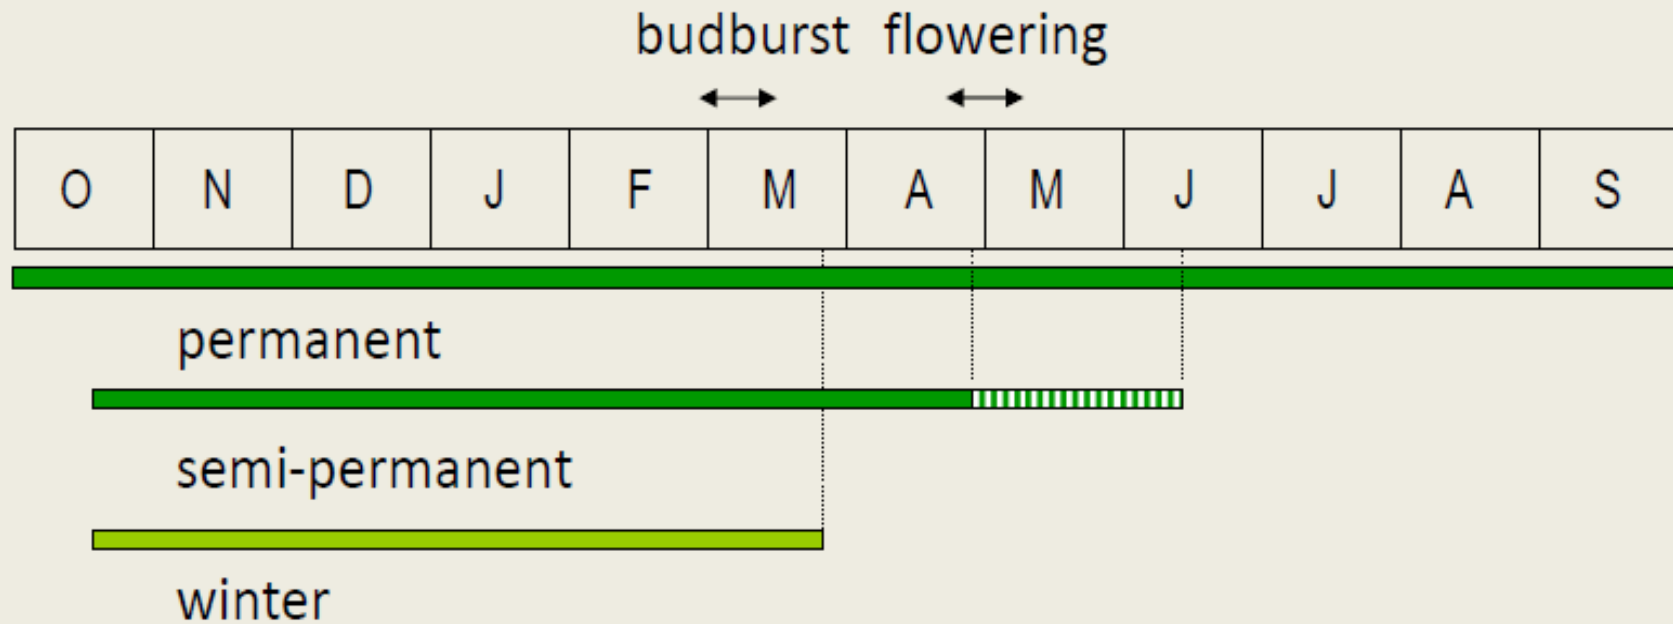 budburst flowering
O N D J F M A M J J A S
permanent
semi-permanent
winter